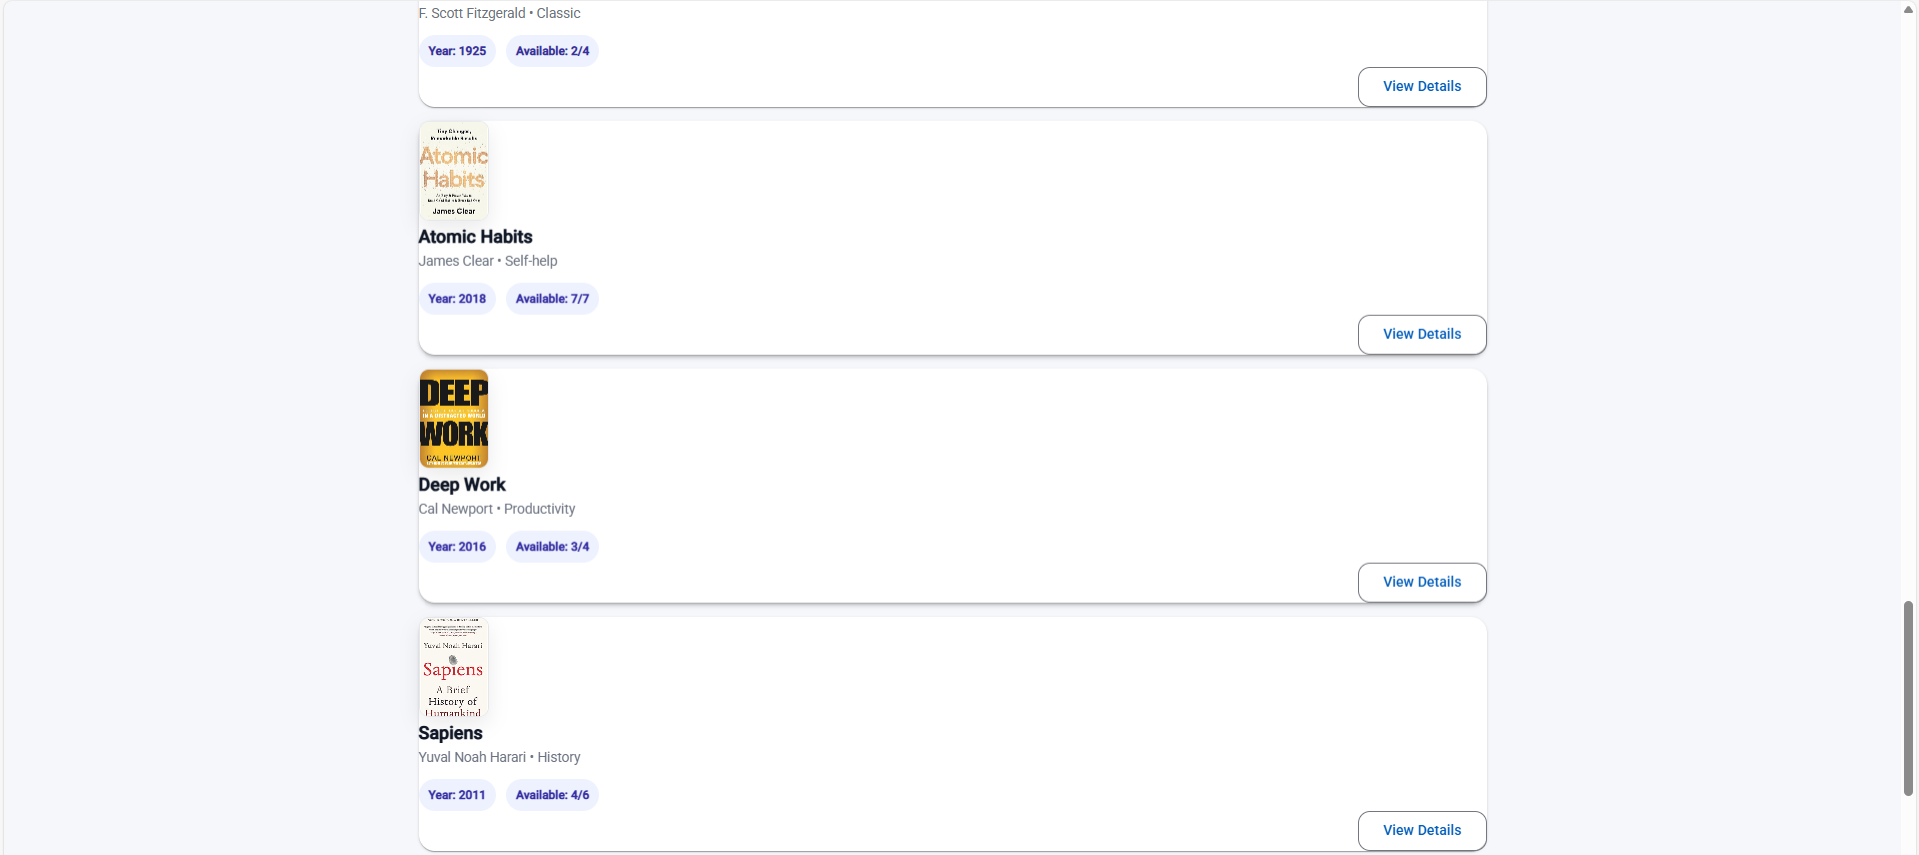 F. Scott Fitzgerald • Classic
Year: 1925 Available: 2/4
View Details
Atomic
Habits
James Clear
Atomic Habits
James Clear • Self-help
Year: 2018 Available: 7/7
View Details
DEEP
IN A DISTRACTED WORLD
WORK
CAL NEWPORT
Deep Work
Cal Newport • Productivity
Year: 2016 Available: 3/4
View Details
Yuval Noah Harari
Sapiens
A Brief
History of
Humankind
Sapiens
Yuval Noah Harari • History
Year: 2011 Available: 4/6
View Details